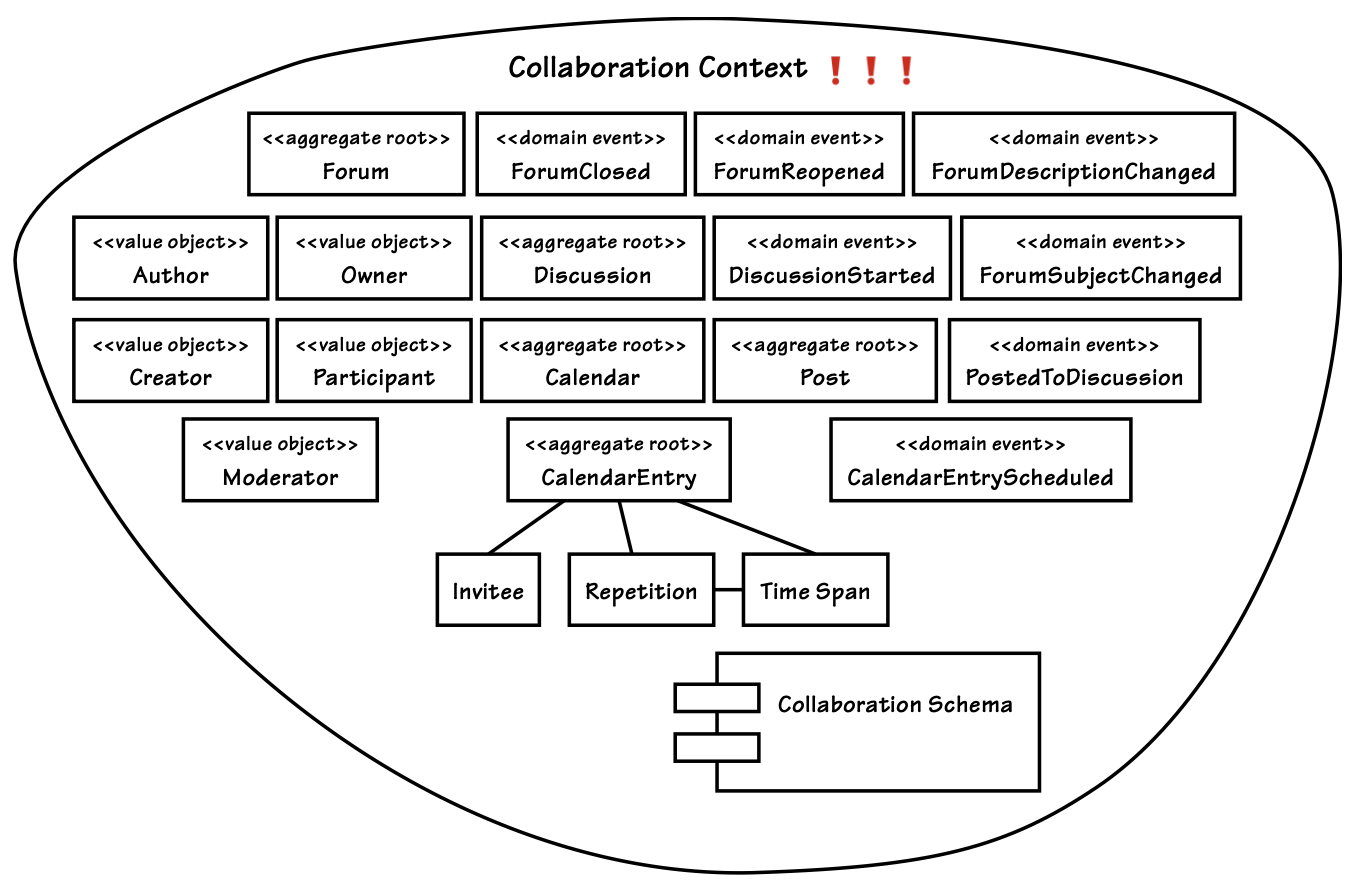 Collaboration Context ❗❗❗
<<aggregate root>>
Forum
<<domain event>>
ForumClosed
<<domain event>>
ForumReopened
<<domain event>>
ForumDescriptionChanged
<<value object>>
Author
<<value object>>
Owner
<<aggregate root>>
Discussion
<<domain event>>
DiscussionStarted
<<domain event>>
ForumSubjectChanged
<<value object>>
Creator
<<value object>>
Participant
<<aggregate root>>
Calendar
<<aggregate root>>
Post
<<domain event>>
PostedToDiscussion
<<value object>>
Moderator
<<aggregate root>>
CalendarEntry
<<domain event>>
CalendarEntryScheduled
Invitee
Repetition
Time Span
Collaboration Schema